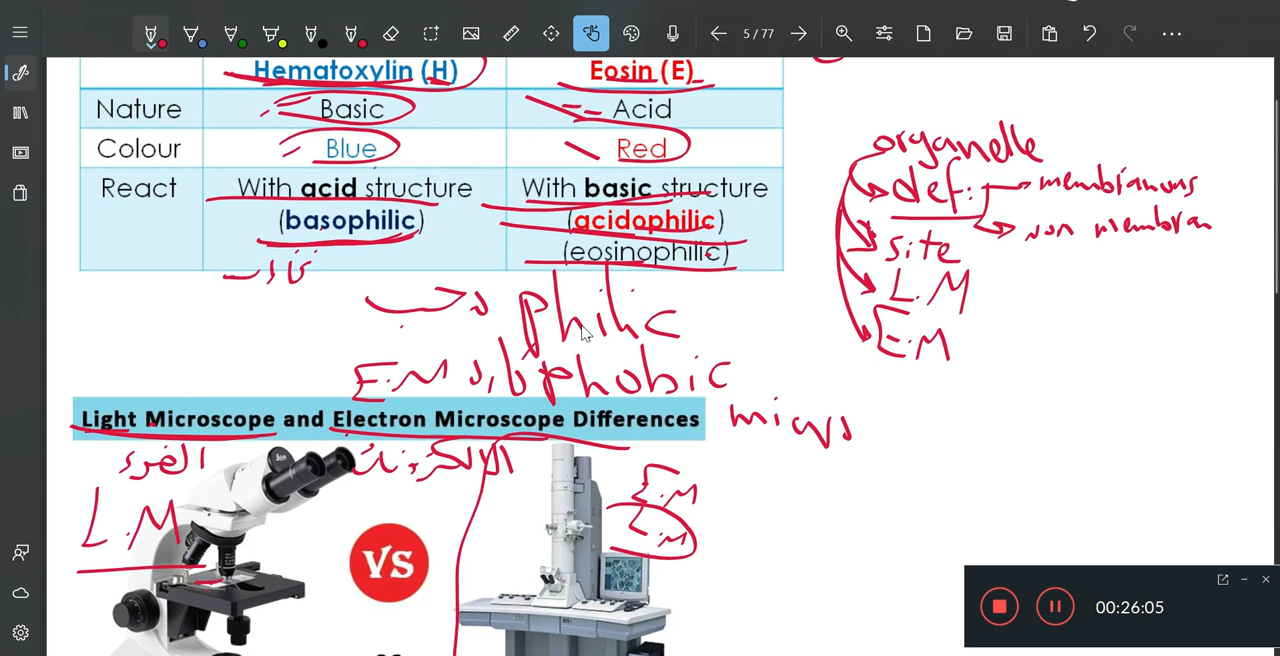 5 / 77
Hematoxylin (H) Eosin (E)
Nature Basic Acid
Colour Blue Red
React With acid structure With basic structure
(basophilic) (acidophilic)
(eosinophilic)
philic
E.M phobic
Light Microscope and Electron Microscope Differences
micro
L.M
E.M
L.M
VS
organelle
def: membranous
non membran
site
L.M
E.M
00:26:05